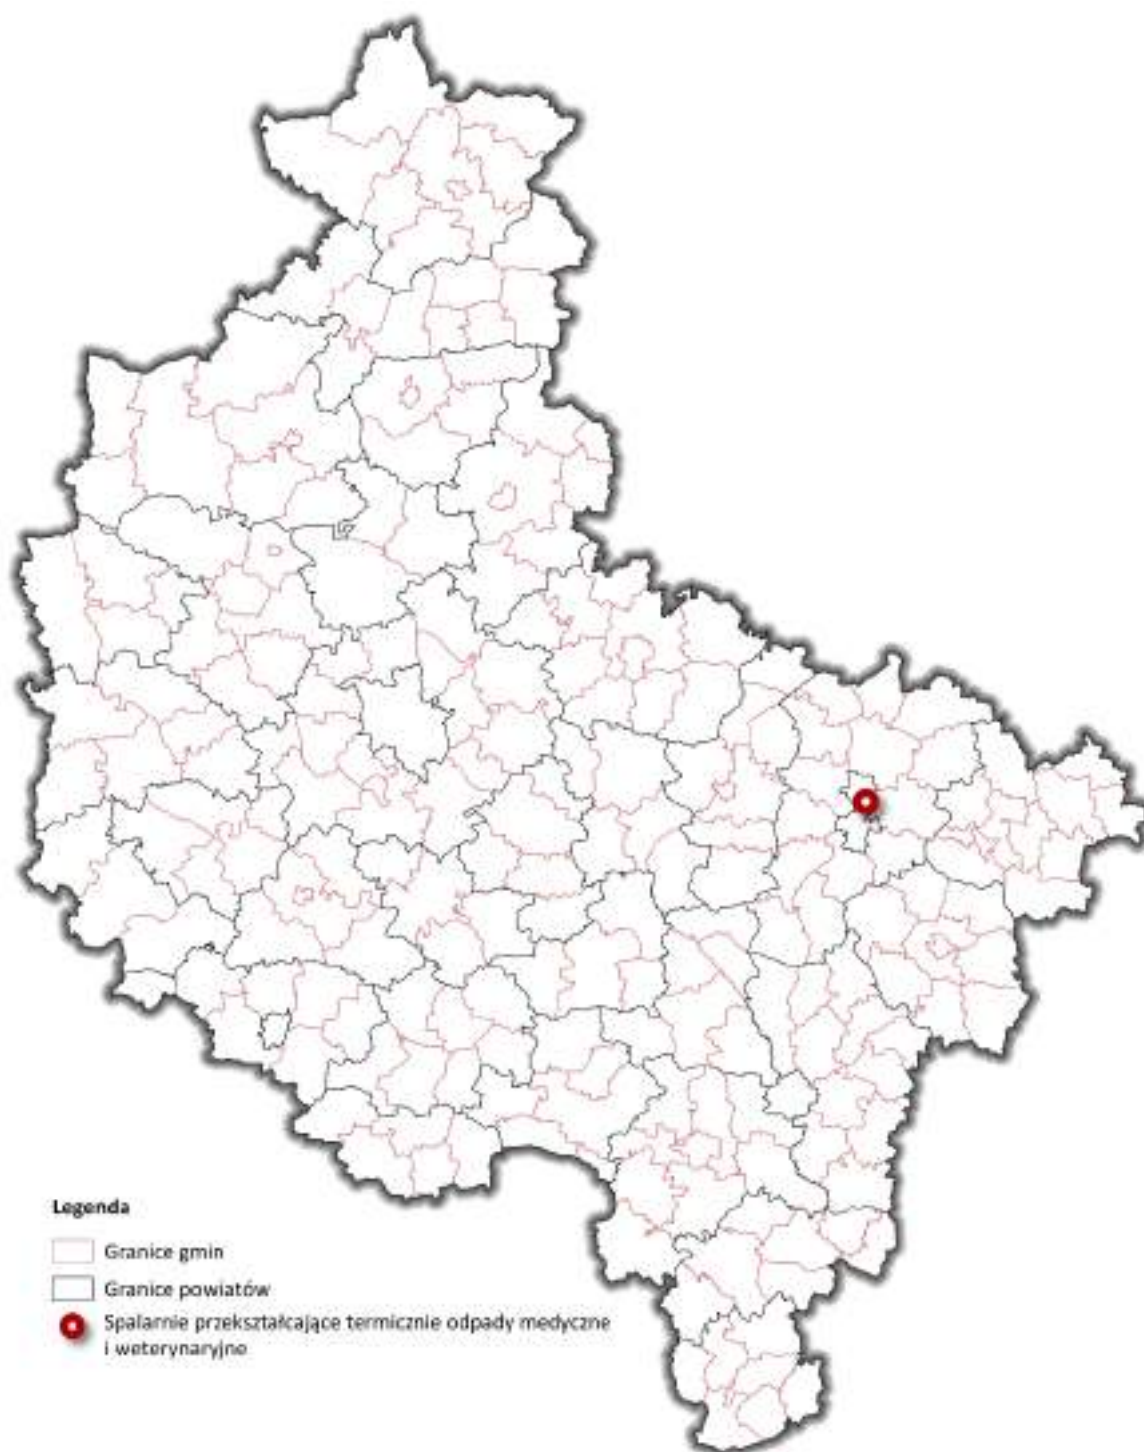 Legenda
Granice gmin
Granice powiatów
Spalarnie przekształcające termicznie odpady medyczne
i weterynaryjne